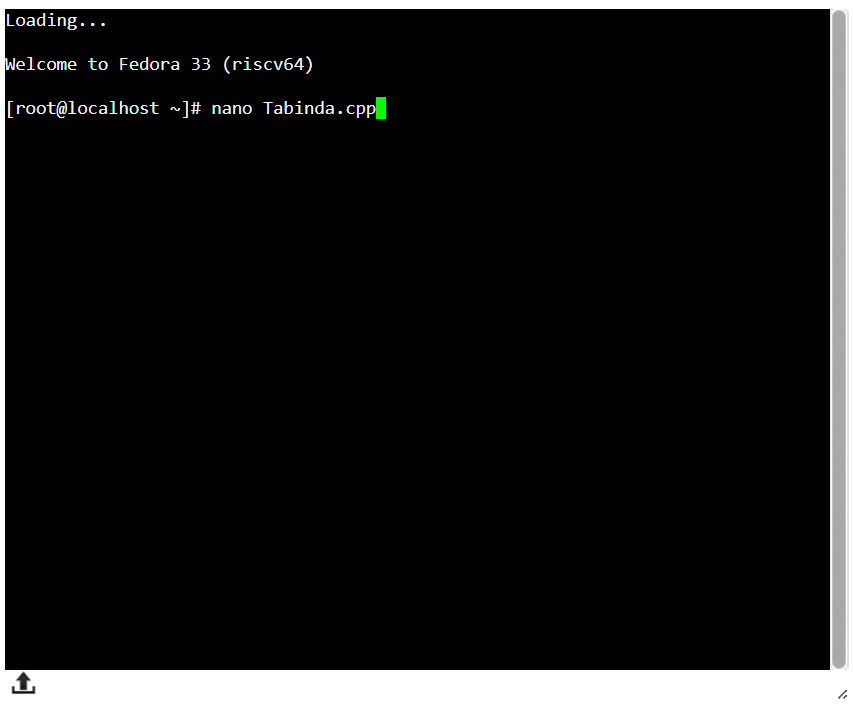 Loading...
Welcome to Fedora 33 (riscv64)
[root@localhost ~]# nano Tabinda.cpp